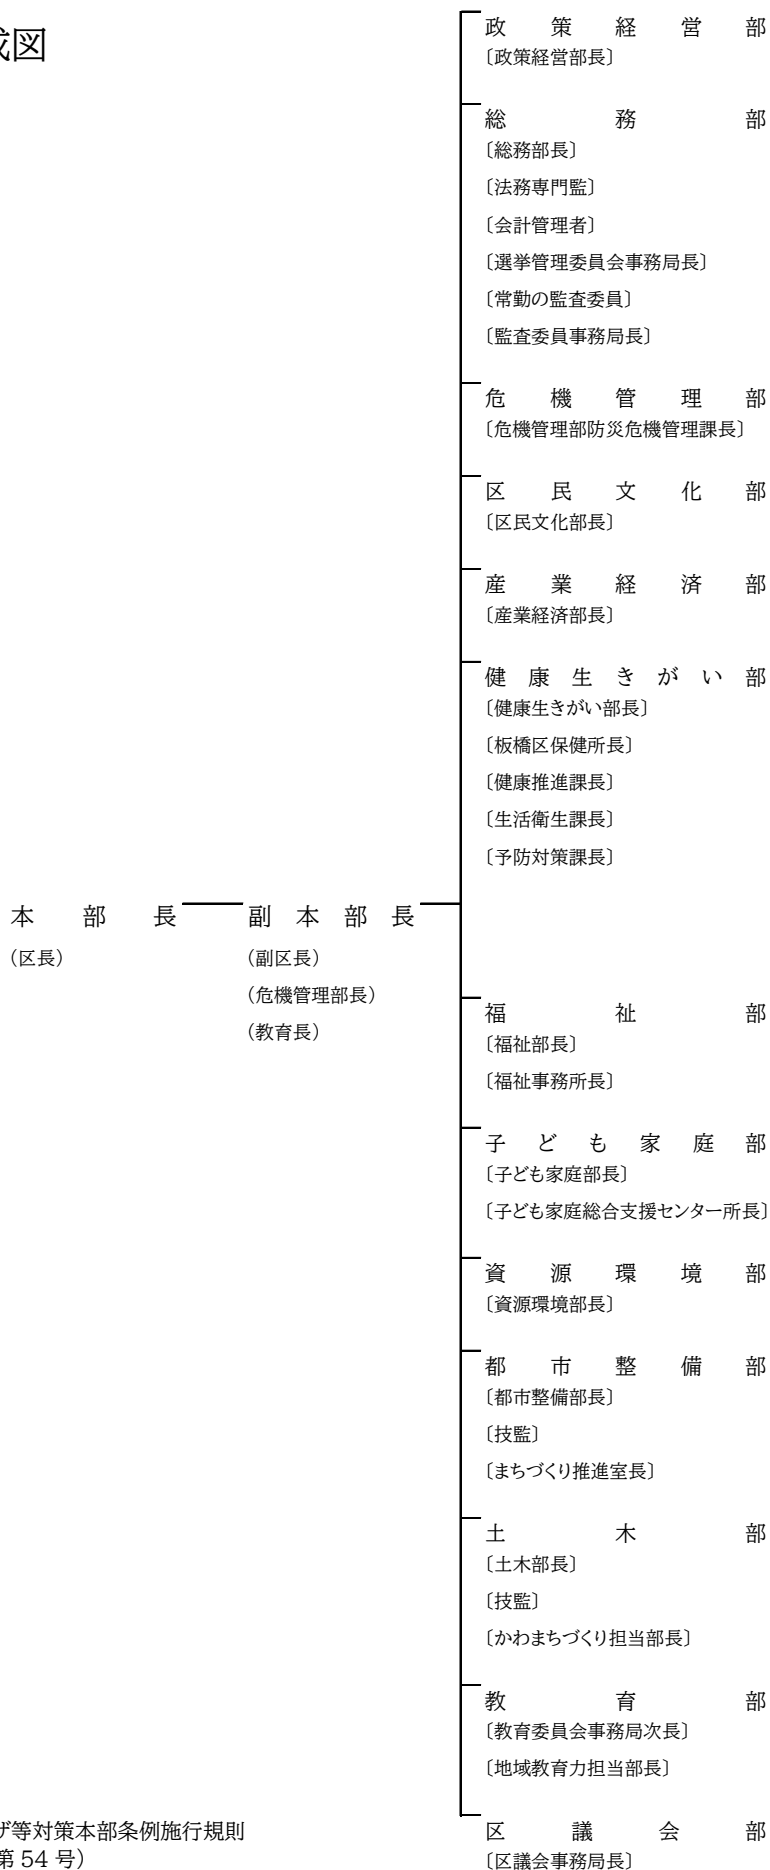 成図
政策経営部
〔政策経営部長〕
総務部
〔総務部長〕
〔法務専門監〕
〔会計管理者〕
〔選挙管理委員会事務局長〕
〔常勤の監査委員〕
〔監査委員事務局長〕
危機管理部
〔危機管理部防災危機管理課長〕
区民文化部
〔区民文化部長〕
産業経済部
〔産業経済部長〕
健康生きがい部
〔健康生きがい部長〕
〔板橋区保健所長〕
〔健康推進課長〕
〔生活衛生課長〕
〔予防対策課長〕
本部長
（区長）
副本部長
（副区長）
（危機管理部長）
（教育長）
福祉部
〔福祉部長〕
〔福祉事務所長〕
子ども家庭部
〔子ども家庭部長〕
〔子ども家庭総合支援センター所長〕
資源環境部
〔資源環境部長〕
都市整備部
〔都市整備部長〕
〔技監〕
〔まちづくり推進室長〕
土木部
〔土木部長〕
〔技監〕
〔かわまちづくり担当部長〕
教育部
〔教育委員会事務局次長〕
〔地域教育力担当部長〕
区議会部
〔区議会事務局長〕
ザ等対策本部条例施行規則
第 54 号）